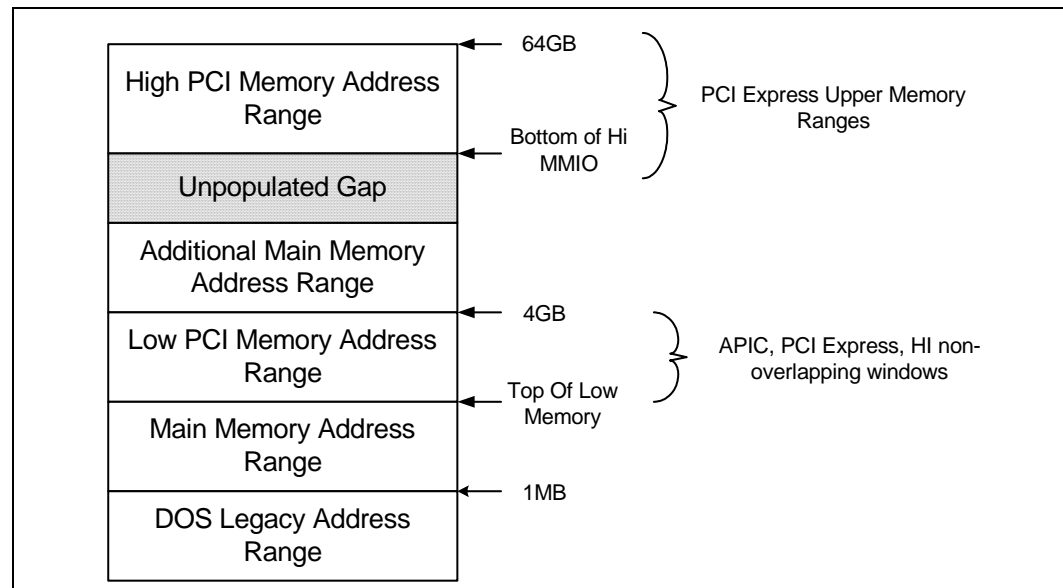 High PCI Memory Address
Range
Unpopulated Gap
Additional Main Memory
Address Range
Low PCI Memory Address
Range
Main Memory Address
Range
DOS Legacy Address
Range
64GB
Bottom of Hi
MMIO
4GB
Top Of Low
Memory
1MB
PCI Express Upper Memory
Ranges
APIC, PCI Express, HI non-
overlapping windows